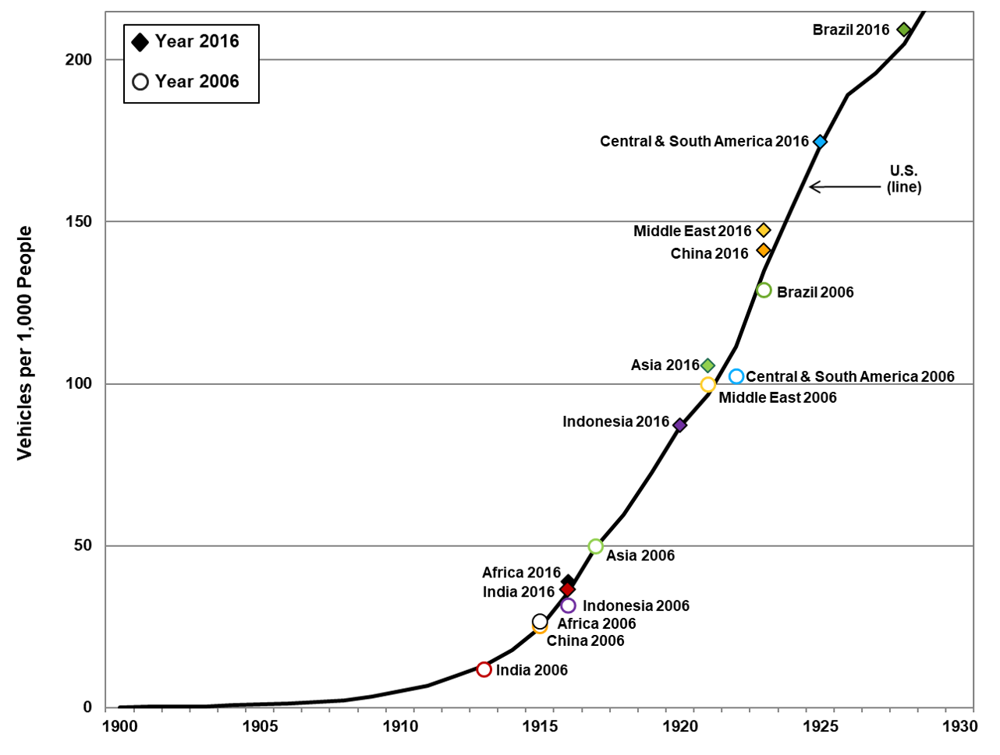 Year 2016
Year 2006
Vehicles per 1,000 People
200
150
100
50
0
Brazil 2016
Central & South America 2016
U.S.
(line)
Middle East 2016
China 2016
Brazil 2006
Asia 2016
Central & South America 2006
Middle East 2006
Indonesia 2016
Asia 2006
Africa 2016
India 2016
Indonesia 2006
Africa 2006
China 2006
India 2006
1900 1905 1910 1915 1920 1925 1930